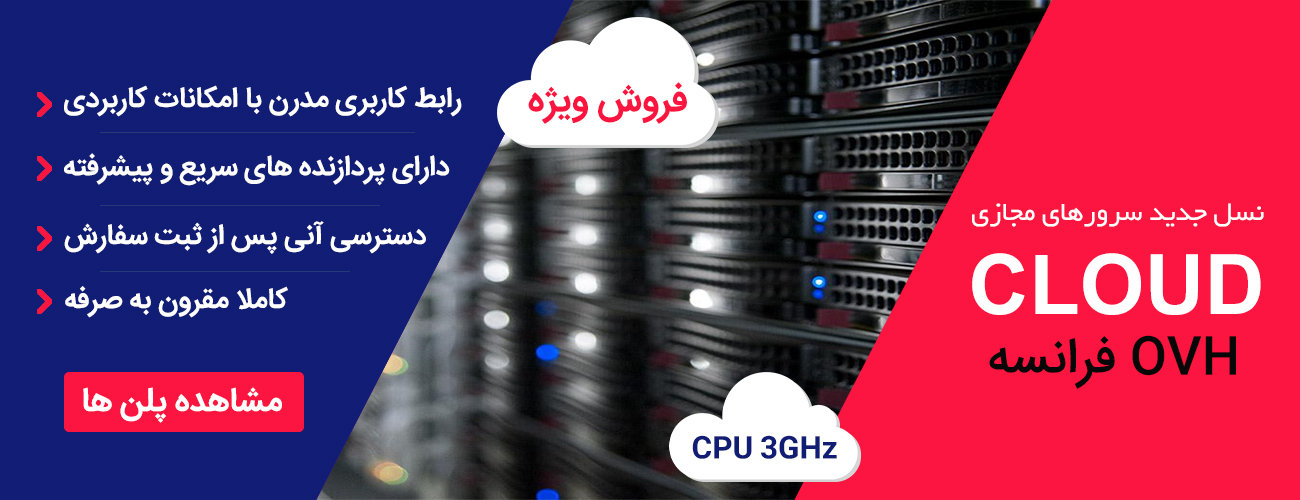 نسل جدید سرورهای مجازی
CLOUD
OVH فرانسه
فروش ویژه
CPU 3GHz
رابط کاربری مدرن با امکانات کاربردی
دارای پردازنده های سریع و پیشرفته
دسترسی آنی پس از ثبت سفارش
کاملا مقرون به صرفه
مشاهده پلن ها